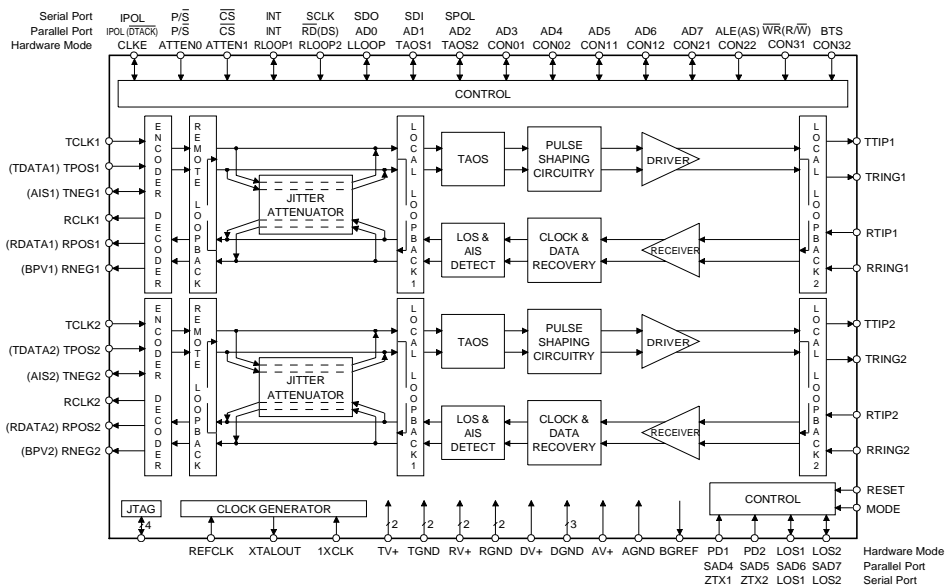 Serial Port IPOL P/S CS INT SCLK SDO SDI SPOL
Parallel Port IPOL (DTACK) P/S CS INT RD(DS) AD0 AD1 AD2 AD3 AD4 AD5 AD6 AD7 ALE(AS) WR(R/W) BTS
Hardware Mode CLKE ATTEN0 ATTEN1 RLOOP1 RLOOP2 LLOOP TAOS1 TAOS2 CON01 CON02 CON11 CON12 CON21 CON22 CON31 CON32
CONTROL
TCLK1
(TDATA1) TPOS1
(AIS1) TNEG1
RCLK1
(RDATA1) RPOS1
(BPV1) RNEG1
ENCODER DECODER
REMOTE LOOPBACK
JITTER
ATTENUATOR
LOCAL LOOPBACK1
TAOS
PULSE
SHAPING
CIRCUITRY
DRIVER
LOS &
AIS
DETECT
CLOCK &
DATA
RECOVERY
RECEIVER
LOCAL LOOPBACK2
TTIP1
TRING1
RTIP1
RRING1
TCLK2
(TDATA2) TPOS2
(AIS2) TNEG2
RCLK2
(RDATA2) RPOS2
(BPV2) RNEG2
ENCODER DECODER
REMOTE LOOPBACK
JITTER
ATTENUATOR
LOCAL LOOPBACK1
TAOS
PULSE
SHAPING
CIRCUITRY
DRIVER
LOS &
AIS
DETECT
CLOCK &
DATA
RECOVERY
RECEIVER
LOCAL LOOPBACK2
TTIP2
TRING2
RTIP2
RRING2
JTAG
4
CLOCK GENERATOR
2 2 2 2 3
CONTROL
RESET
MODE
REFCLK XTALOUT 1XCLK TV+ TGND RV+ RGND DV+ DGND AV+ AGND BGREF PD1 PD2 LOS1 LOS2 Hardware Mode
SAD4 SAD5 SAD6 SAD7 Parallel Port
ZTX1 ZTX2 LOS1 LOS2 Serial Port